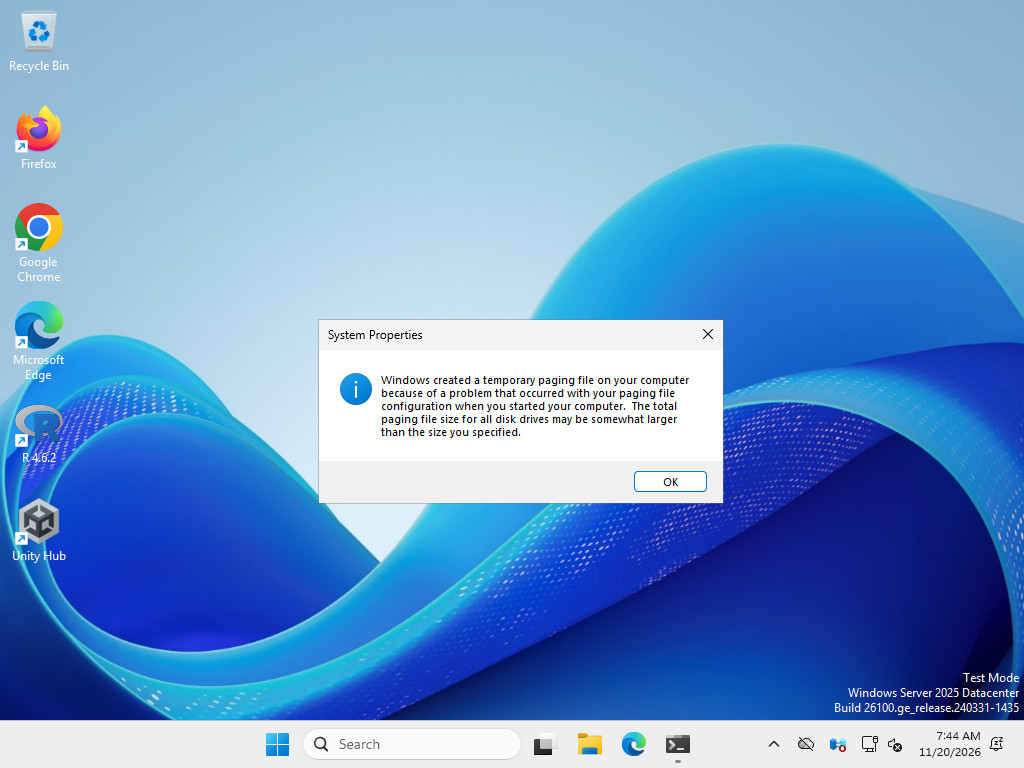 Recycle Bin
Firefox
Google
Chrome
Microsoft
Edge
R 4.6.2
Unity Hub
System Properties
Windows created a temporary paging file on your computer
because of a problem that occurred with your paging file
configuration when you started your computer.  The total
paging file size for all disk drives may be somewhat larger
than the size you specified.
OK
Test Mode
Windows Server 2025 Datacenter
Build 26100.ge_release.240331-1435
Search
7:44 AM
11/20/2026